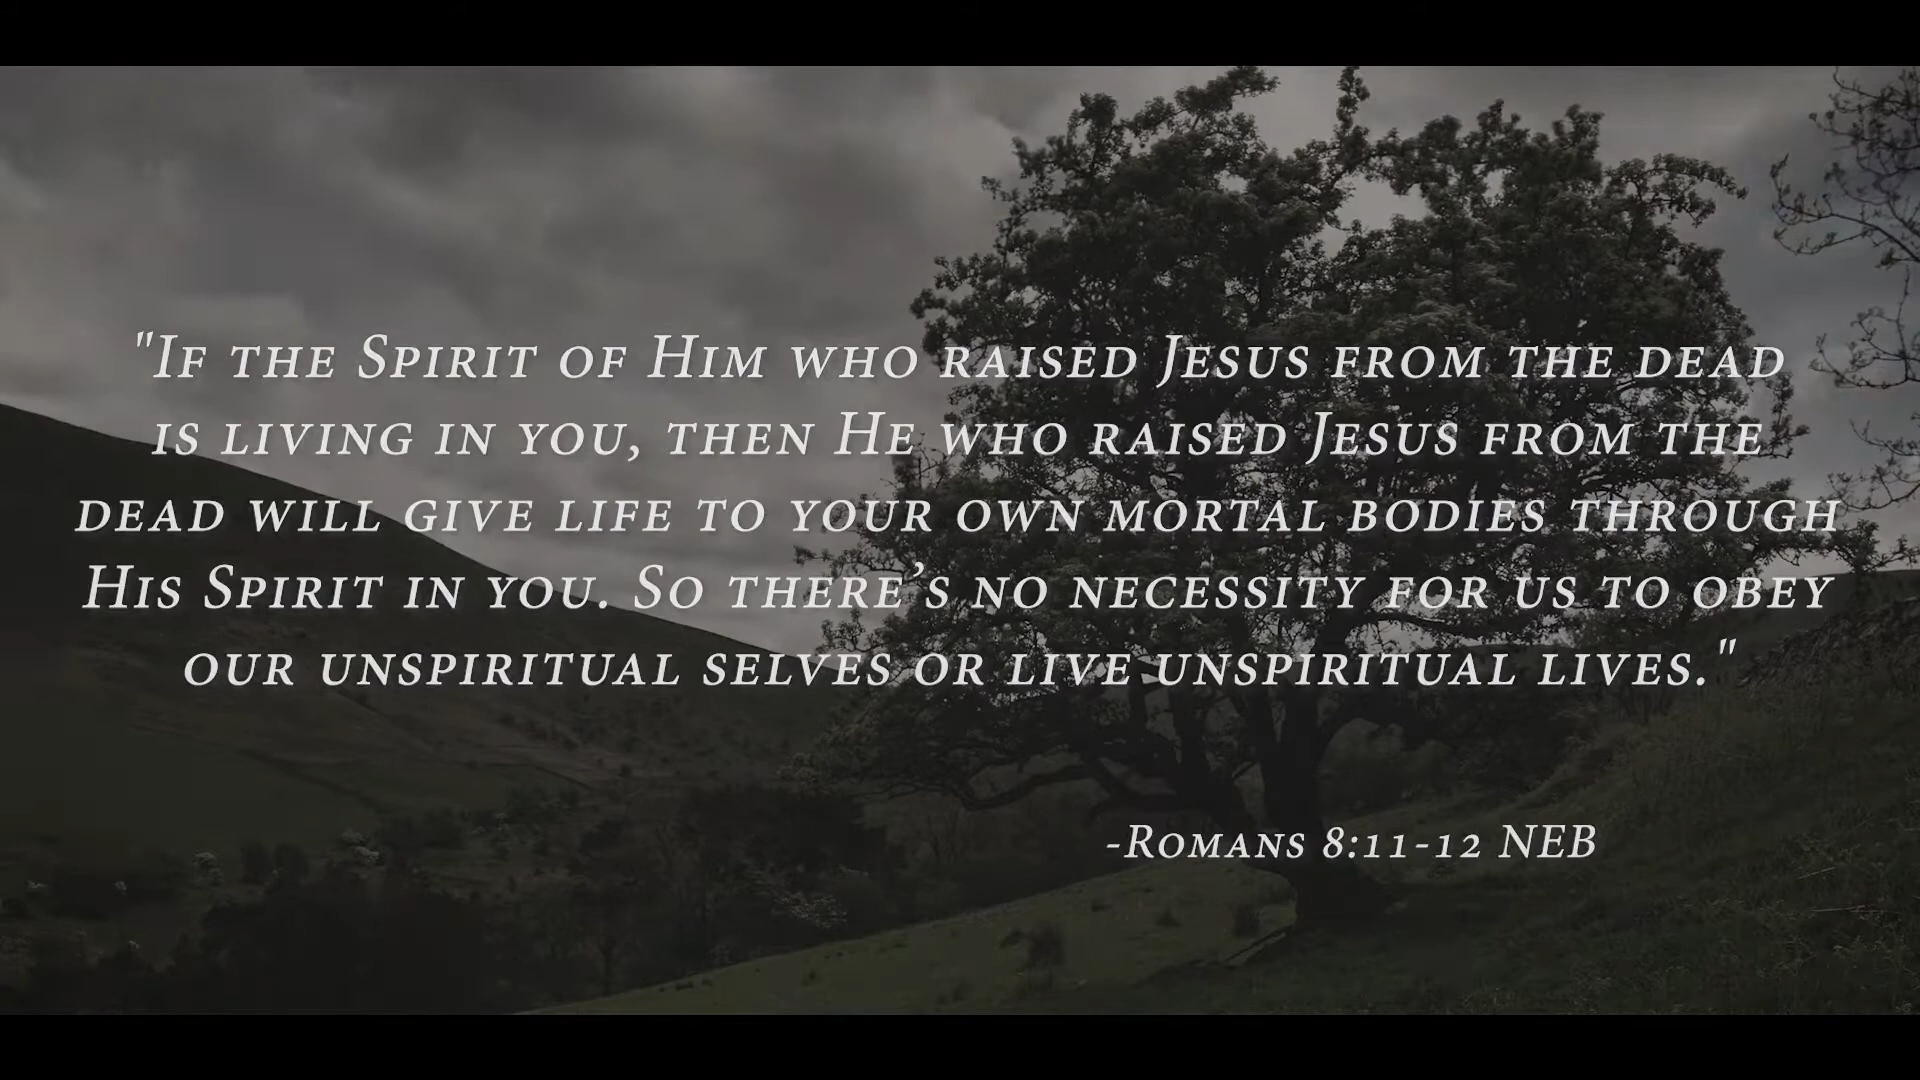 "If the Spirit of Him who raised Jesus from the dead
is living in you, then He who raised Jesus from the
dead will give life to your own mortal bodies through
His Spirit in you. So there’s no necessity for us to obey
our unspiritual selves or live unspiritual lives."
-Romans 8:11-12 NEB